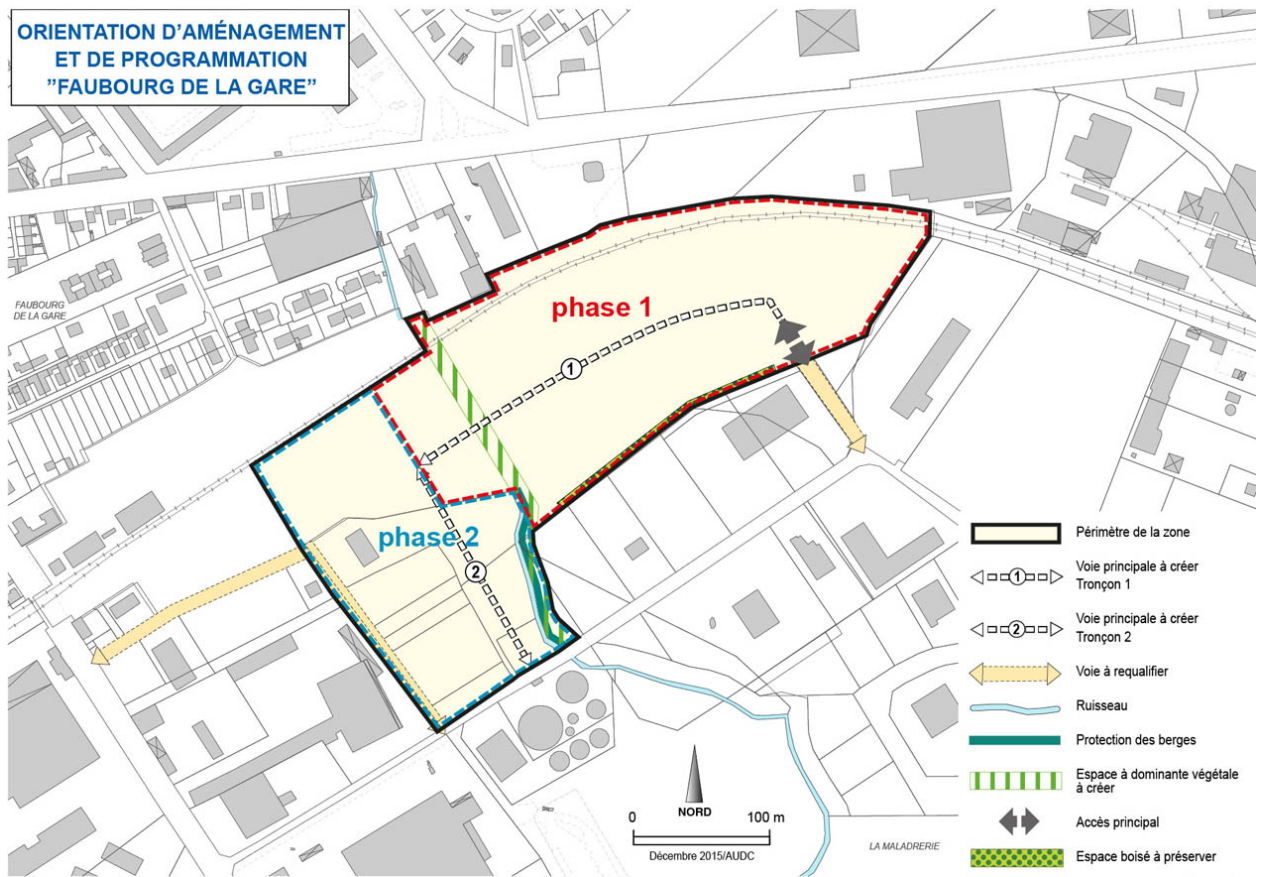 ORIENTATION D'AMÉNAGEMENT
ET DE PROGRAMMATION
"FAUBOURG DE LA GARE"
FAUBOURG
DE LA GARE
phase 1
1
phase 2
2
Périmètre de la zone
1
Voie principale à créer
Tronçon 1
2
Voie principale à créer
Tronçon 2
Voie à requalifier
Ruisseau
Protection des berges
Espace à dominante végétale
à créer
Accès principal
Espace boisé à préserver
NORD
0 100 m
Décembre 2015/AUDC
LA MALADRERIE